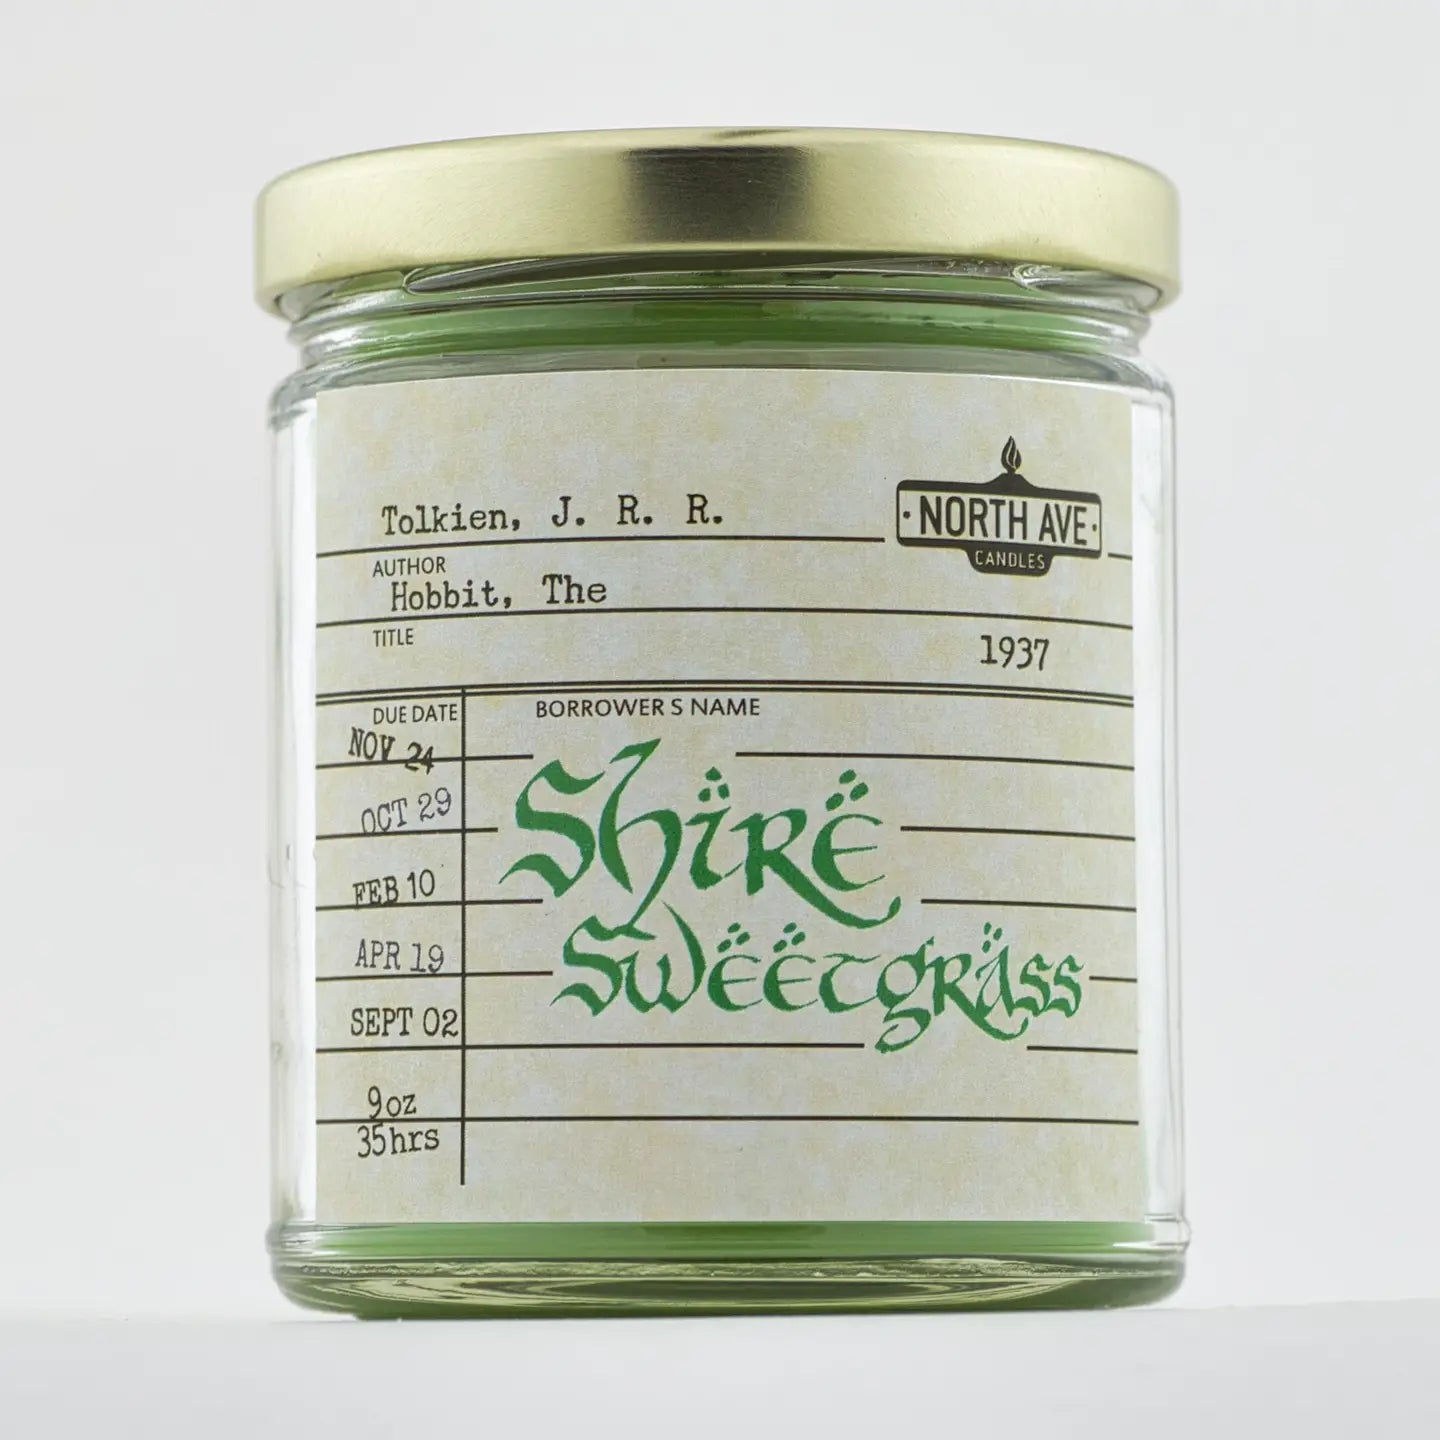 Tolkien, J. R. R.
NORTH AVE
CANDLES
AUTHOR
Hobbit, The
TITLE
1937
DUE DATE
BORROWER S NAME
NOV 24
OCT 29
FEB 10
APR 19
SEPT 02
Shire
Sweetgrass
9oz
35hrs